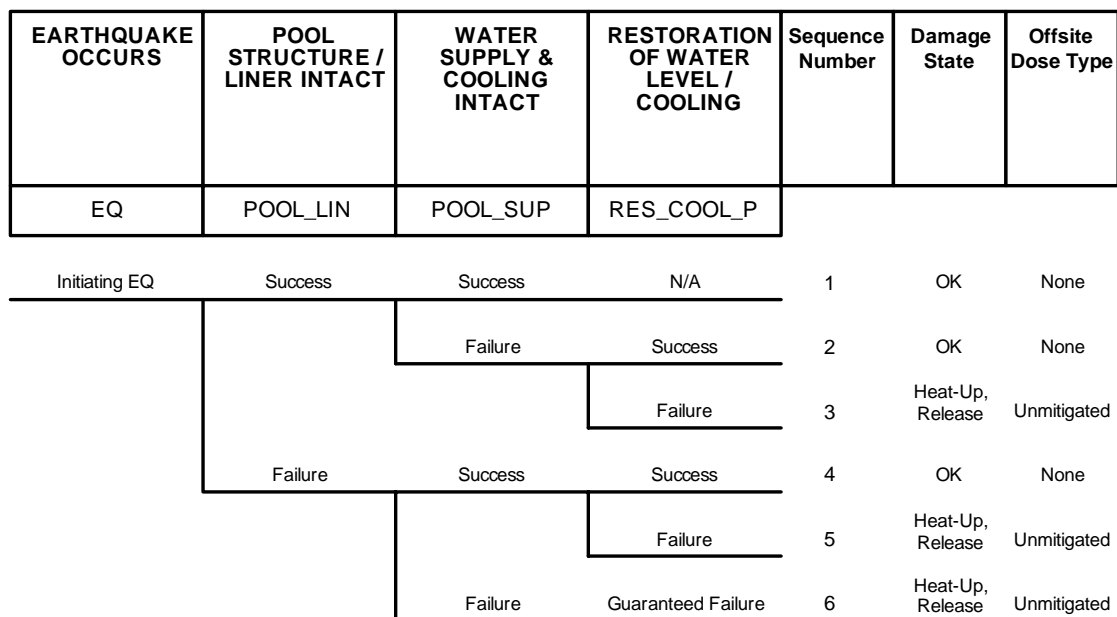 EARTHQUAKE OCCURS
POOL STRUCTURE / LINER INTACT
WATER SUPPLY & COOLING INTACT
RESTORATION OF WATER LEVEL / COOLING
Sequence Number
Damage State
Offsite Dose Type
EQ POOL_LIN POOL_SUP RES_COOL_P
Initiating EQ Success Success N/A 1 OK None
Failure Success 2 OK None
Failure 3 Heat-Up, Release Unmitigated
Failure Success Success 4 OK None
Failure 5 Heat-Up, Release Unmitigated
Failure Guaranteed Failure 6 Heat-Up, Release Unmitigated